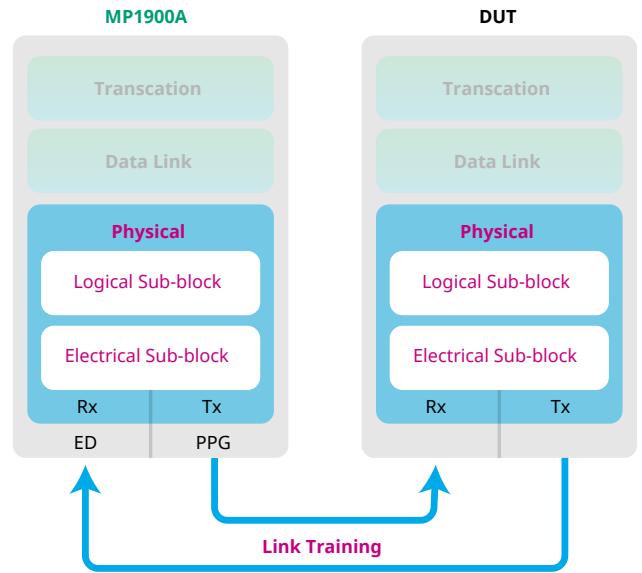 MP1900A
Transcation
Data Link
Physical
Logical Sub-block
Electrical Sub-block
Rx Tx
ED PPG
DUT
Transcation
Data Link
Physical
Logical Sub-block
Electrical Sub-block
Rx Tx
Link Training